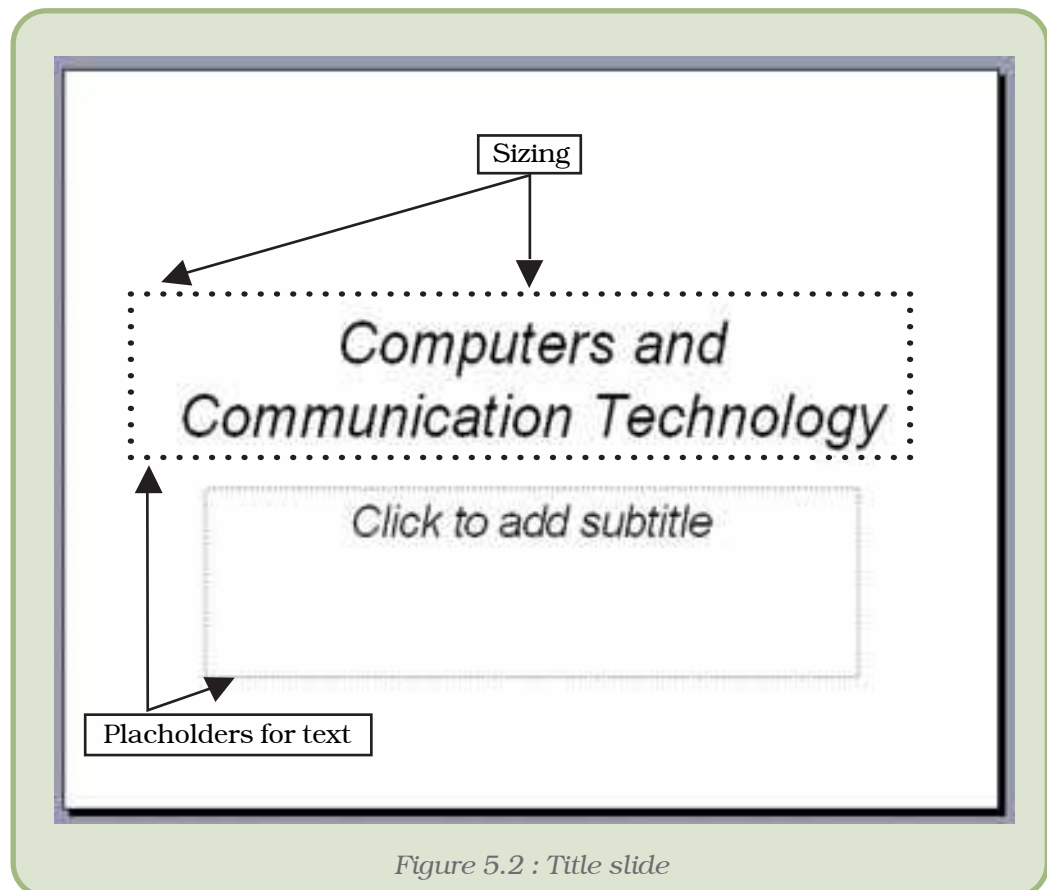 Sizing
Computers and
Communication Technology
Click to add subtitle
Placholders for text
Figure 5.2 : Title slide